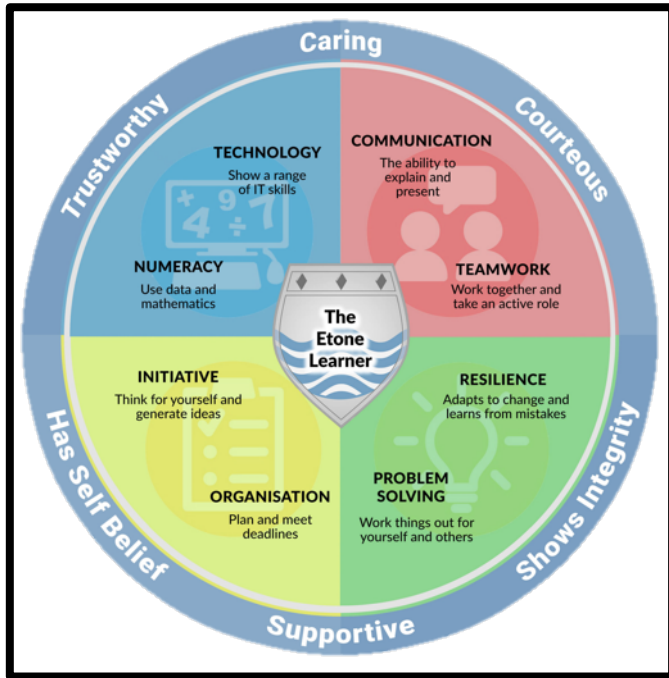 Caring
Trustworthy
Courteous
TECHNOLOGY
Show a range
of IT skills
COMMUNICATION
The ability to
explain and
present
NUMERACY
Use data and
mathematics
TEAMWORK
Work together and
take an active role
+ 4 9 ÷ 7
The
Etone
Learner
INITIATIVE
Think for yourself and
generate ideas
RESILIENCE
Adapts to change and
learns from mistakes
ORGANISATION
Plan and meet
deadlines
PROBLEM
SOLVING
Work things out for
yourself and others
Has Self Belief
Shows Integrity
Supportive